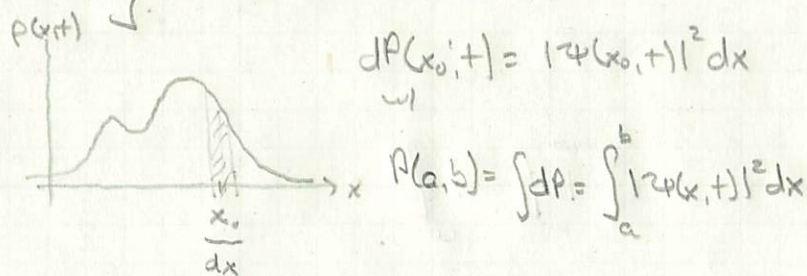 ρ(x,t)
dP(x₀;t) = |Ψ(x₀,t)|² dx
P(a,b) = ∫dP = ∫ₐᵇ |Ψ(x,t)|² dx
x
x₀
dx